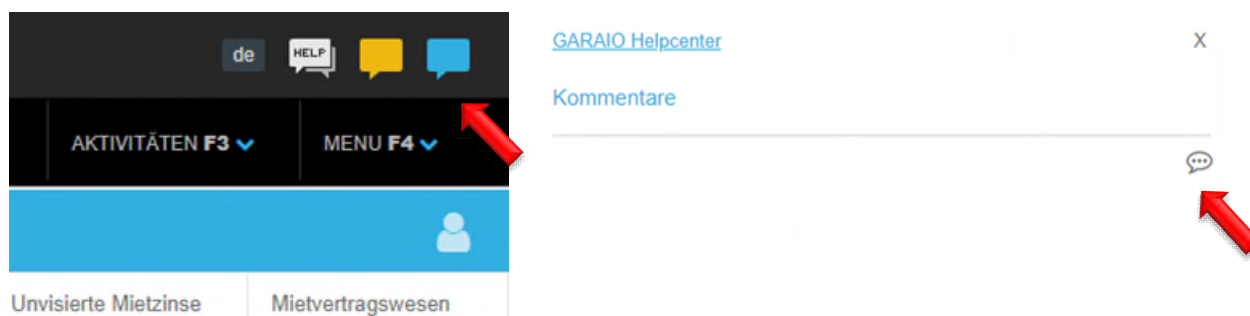 de HELP
AKTIVITÄTEN F3 MENU F4
Unvisierte Mietzinse Mietvertragswesen
GARAIO Helpcenter X
Kommentare